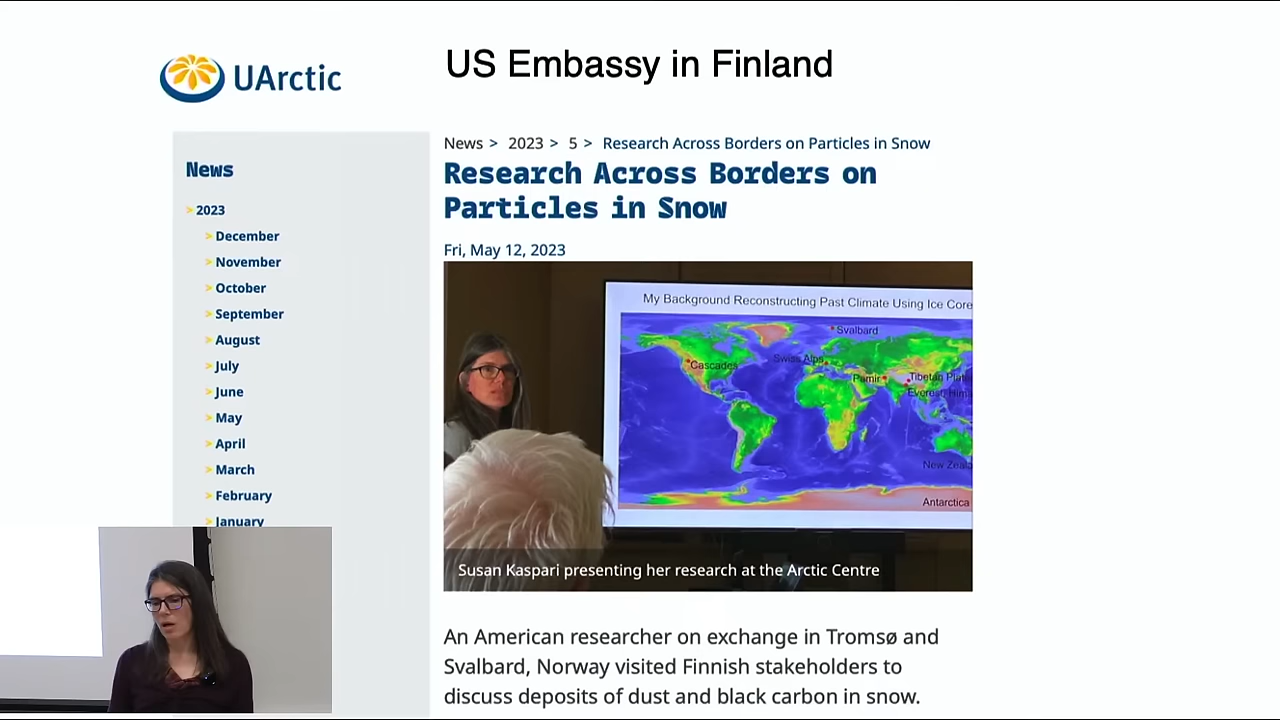 UArctic
US Embassy in Finland
News > 2023 > 5 > Research Across Borders on Particles in Snow
News
> 2023
> December
> November
> October
> September
> August
> July
> June
> May
> April
> March
> February
> January
Research Across Borders on
Particles in Snow
Fri, May 12, 2023
My Background Reconstructing Past Climate Using Ice Core
Svalbard
Cascades
Swiss Alps
Pamir
Tibetan
Everest,
New
Antarctica
Susan Kaspari presenting her research at the Arctic Centre
An American researcher on exchange in Tromsø and
Svalbard, Norway visited Finnish stakeholders to
discuss deposits of dust and black carbon in snow.